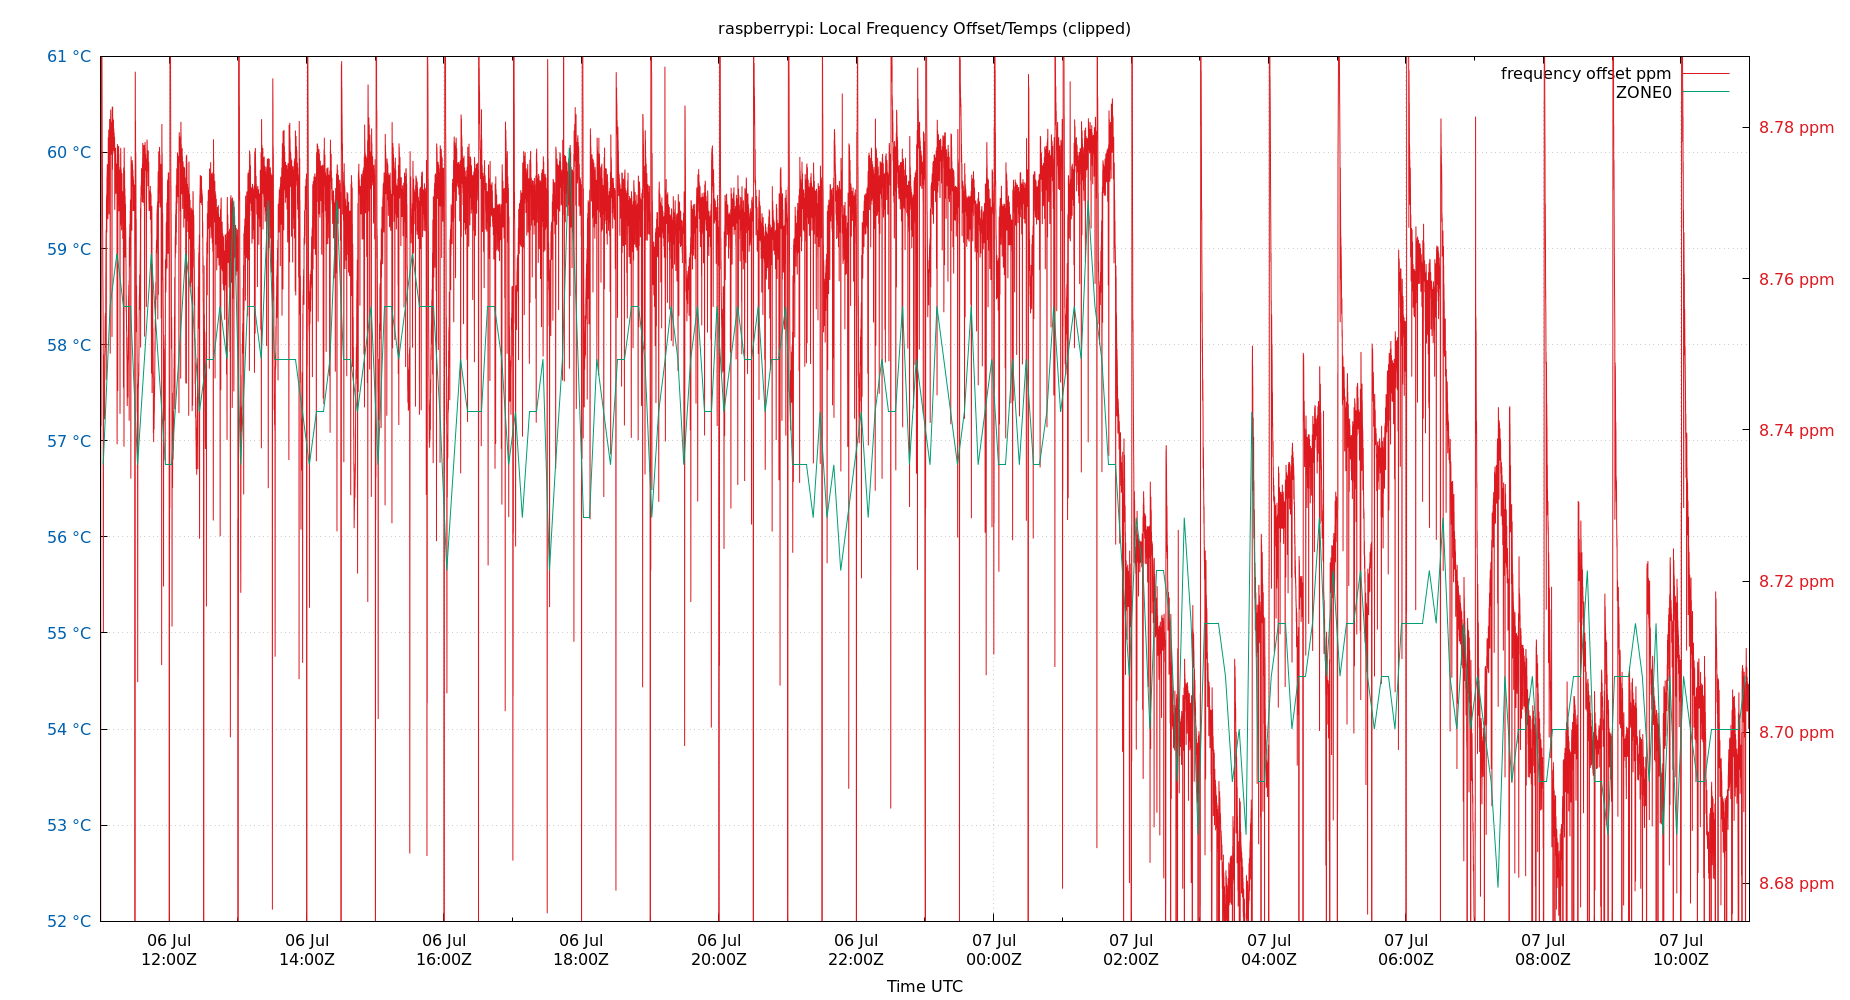 raspberrypi: Local Frequency Offset/Temps (clipped)
61 °C
60 °C
59 °C
58 °C
57 °C
56 °C
55 °C
54 °C
53 °C
52 °C
frequency offset ppm
ZONE0
8.78 ppm
8.76 ppm
8.74 ppm
8.72 ppm
8.70 ppm
8.68 ppm
06 Jul
12:00Z
06 Jul
14:00Z
06 Jul
16:00Z
06 Jul
18:00Z
06 Jul
20:00Z
06 Jul
22:00Z
07 Jul
00:00Z
07 Jul
02:00Z
07 Jul
04:00Z
07 Jul
06:00Z
07 Jul
08:00Z
07 Jul
10:00Z
Time UTC